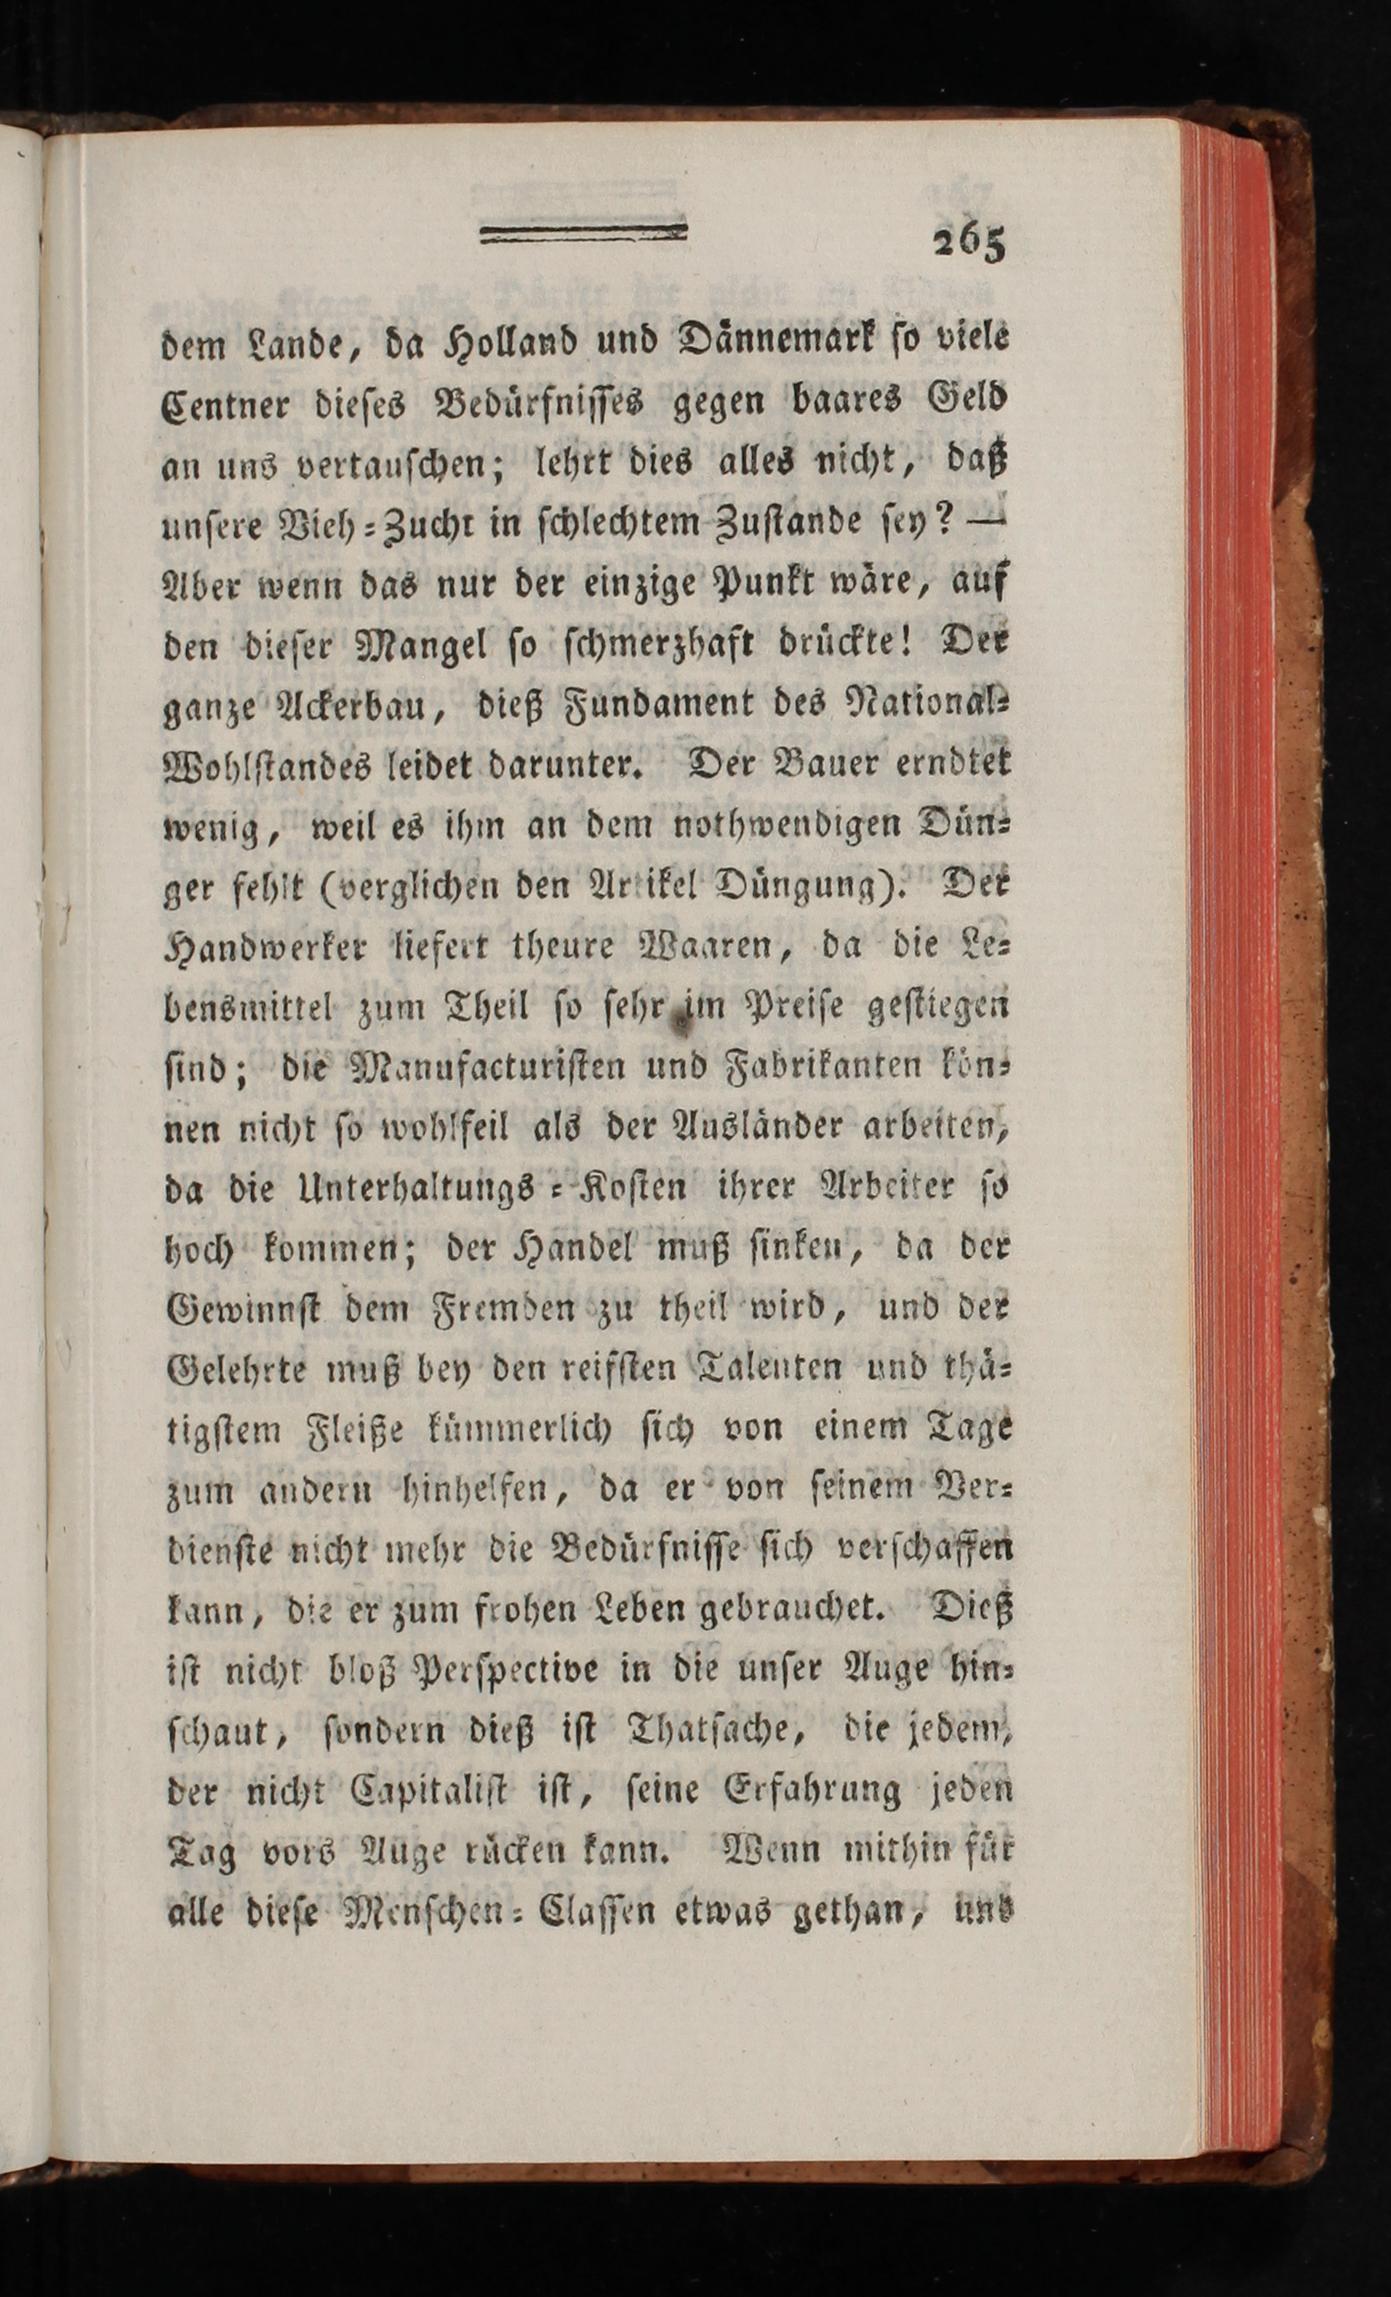 265
dem Lande, da Holland und Dännemark so viele
Centner dieses Bedürfnisses gegen baares Geld
an uns vertauschen; lehrt dies alles nicht, daß
unsere Vieh-Zucht in schlechtem Zustande sey? —
Aber wenn das nur der einzige Punkt wäre, auf
den dieser Mangel so schmerzhaft drückte! Der
ganze Ackerbau, dieß Fundament des National-
Wohlstandes leidet darunter. Der Bauer erndtet
wenig, weil es ihm an dem nothwendigen Dün-
ger fehlt (verglichen den Artikel Düngung). Der
Handwerker liefert theure Waaren, da die Le-
bensmittel zum Theil so sehr im Preise gestiegen
sind; die Manufacturisten und Fabrikanten kön-
nen nicht so wohlfeil als der Ausländer arbeiten,
da die Unterhaltungs-Kosten ihrer Arbeiter so
hoch kommen; der Handel muß sinken, da der
Gewinnst dem Fremden zu theil wird, und der
Gelehrte muß bey den reifsten Talenten und thä-
tigstem Fleiße kümmerlich sich von einem Tage
zum andern hinhelfen, da er von seinem Ver-
dienste nicht mehr die Bedürfnisse sich verschaffen
kann, die er zum frohen Leben gebrauchet. Dieß
ist nicht bloß Perspective in die unser Auge hin-
schaut, sondern dieß ist Thatsache, die jedem,
der nicht Capitalist ist, seine Erfahrung jeden
Tag vors Auge rücken kann. Wenn mithin für
alle diese Menschen-Classen etwas gethan, und